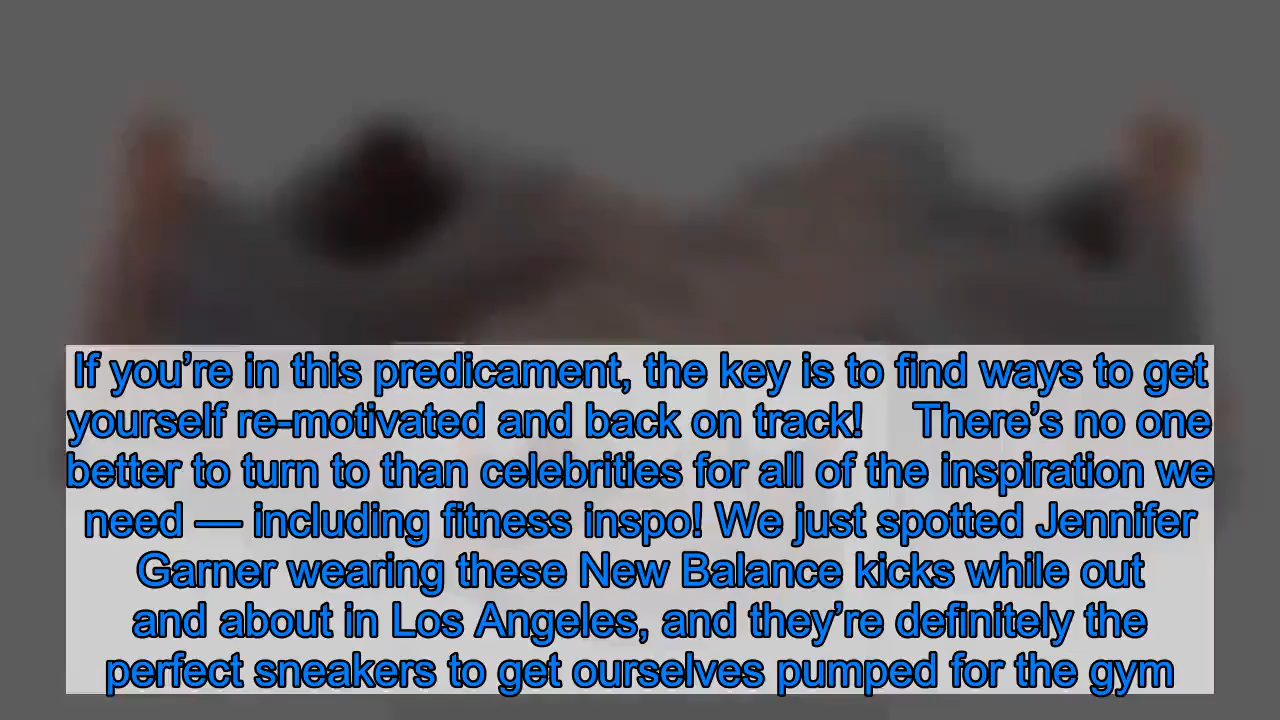 If you’re in this predicament, the key is to find ways to get
yourself re-motivated and back on track!     There’s no one
better to turn to than celebrities for all of the inspiration we
need — including fitness inspo! We just spotted Jennifer
Garner wearing these New Balance kicks while out
and about in Los Angeles, and they’re definitely the
perfect sneakers to get ourselves pumped for the gym